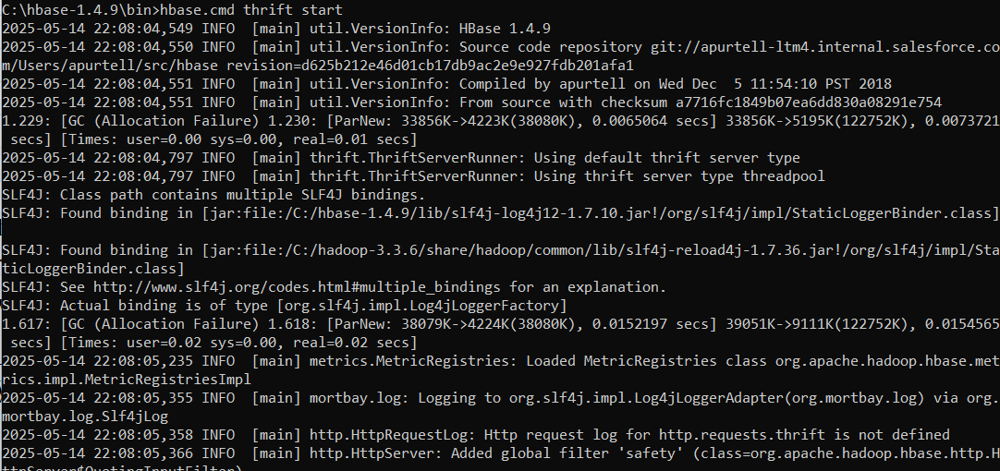 C:\hbase-1.4.9\bin>hbase.cmd thrift start
2025-05-14 22:08:04,549 INFO  [main] util.VersionInfo: HBase 1.4.9
2025-05-14 22:08:04,550 INFO  [main] util.VersionInfo: Source code repository git://apurtell-ltm4.internal.salesforce.co
m/Users/apurtell/src/hbase revision=d625b212e46d01cb17db9ac2e9e927fdb201afa1
2025-05-14 22:08:04,551 INFO  [main] util.VersionInfo: Compiled by apurtell on Wed Dec  5 11:54:10 PST 2018
2025-05-14 22:08:04,551 INFO  [main] util.VersionInfo: From source with checksum a7716fc1849b07ea6dd830a08291e754
1.229: [GC (Allocation Failure) 1.230: [ParNew: 33856K->4223K(38080K), 0.0065064 secs] 33856K->5195K(122752K), 0.0073721
 secs] [Times: user=0.00 sys=0.00, real=0.01 secs]
2025-05-14 22:08:04,797 INFO  [main] thrift.ThriftServerRunner: Using default thrift server type
2025-05-14 22:08:04,797 INFO  [main] thrift.ThriftServerRunner: Using thrift server type threadpool
SLF4J: Class path contains multiple SLF4J bindings.
SLF4J: Found binding in [jar:file:/C:/hbase-1.4.9/lib/slf4j-log4j12-1.7.10.jar!/org/slf4j/impl/StaticLoggerBinder.class]
SLF4J: Found binding in [jar:file:/C:/hadoop-3.3.6/share/hadoop/common/lib/slf4j-reload4j-1.7.36.jar!/org/slf4j/impl/Sta
ticLoggerBinder.class]
SLF4J: See http://www.slf4j.org/codes.html#multiple_bindings for an explanation.
SLF4J: Actual binding is of type [org.slf4j.impl.Log4jLoggerFactory]
1.617: [GC (Allocation Failure) 1.618: [ParNew: 38079K->4224K(38080K), 0.0152197 secs] 39051K->9111K(122752K), 0.0154565
 secs] [Times: user=0.02 sys=0.00, real=0.02 secs]
2025-05-14 22:08:05,235 INFO  [main] metrics.MetricRegistries: Loaded MetricRegistries class org.apache.hadoop.hbase.met
rics.impl.MetricRegistriesImpl
2025-05-14 22:08:05,355 INFO  [main] mortbay.log: Logging to org.slf4j.impl.Log4jLoggerAdapter(org.mortbay.log) via org.
mortbay.log.Slf4jLog
2025-05-14 22:08:05,358 INFO  [main] http.HttpRequestLog: Http request log for http.requests.thrift is not defined
2025-05-14 22:08:05,366 INFO  [main] http.HttpServer: Added global filter 'safety' (class=org.apache.hadoop.hbase.http.H
ttpServer$QuotingInputFilter)